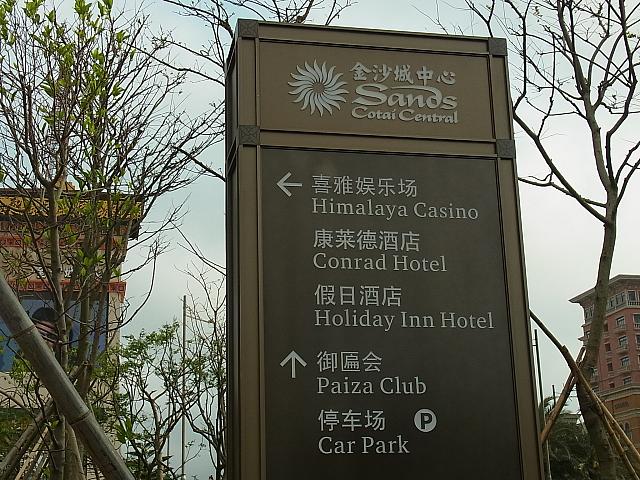 金沙城中心
Sands
Cotai Central
← 喜雅娱乐场
Himalaya Casino
康莱德酒店
Conrad Hotel
假日酒店
Holiday Inn Hotel
↑ 御匾会
Paiza Club
停车场 P
Car Park